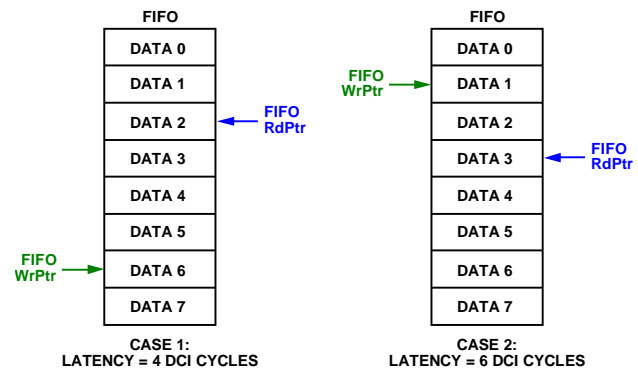 FIFO
DATA 0
DATA 1
DATA 2
DATA 3
DATA 4
DATA 5
DATA 6
DATA 7
FIFO
RdPtr
FIFO
WrPtr
CASE 1:
LATENCY = 4 DCI CYCLES
FIFO
DATA 0
DATA 1
DATA 2
DATA 3
DATA 4
DATA 5
DATA 6
DATA 7
FIFO
WrPtr
FIFO
RdPtr
CASE 2:
LATENCY = 6 DCI CYCLES